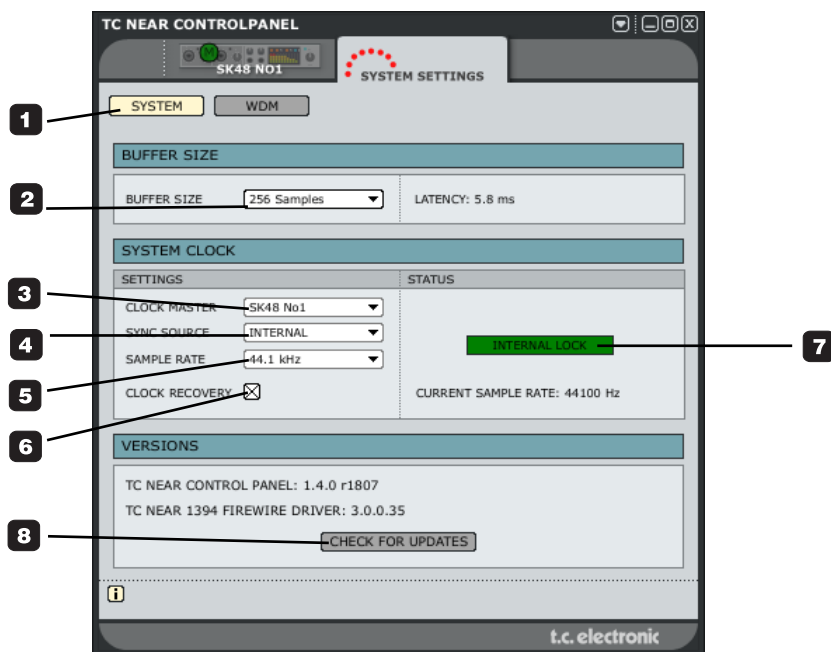 TC NEAR CONTROLPANEL
M
SK48 NO1
SYSTEM SETTINGS
1
SYSTEM
WDM
BUFFER SIZE
2
BUFFER SIZE
256 Samples
LATENCY: 5.8 ms
SYSTEM CLOCK
SETTINGS
STATUS
3
CLOCK MASTER
SK48 No1
4
SYNC SOURCE
INTERNAL
INTERNAL LOCK
7
5
SAMPLE RATE
44.1 kHz
6
CLOCK RECOVERY
CURRENT SAMPLE RATE: 44100 Hz
VERSIONS
TC NEAR CONTROL PANEL: 1.4.0 r1807
TC NEAR 1394 FIREWIRE DRIVER: 3.0.0.35
8
CHECK FOR UPDATES
i
t.c. electronic